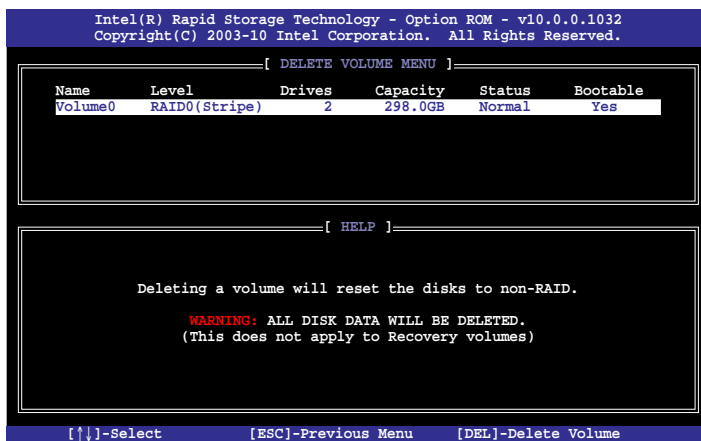 Intel(R) Rapid Storage Technology - Option ROM - v10.0.0.1032
Copyright(C) 2003-10 Intel Corporation. All Rights Reserved.
[ DELETE VOLUME MENU ]
Name Level Drives Capacity Status Bootable
Volume0 RAID0(Stripe) 2 298.0GB Normal Yes
[ HELP ]
Deleting a volume will reset the disks to non-RAID.
WARNING: ALL DISK DATA WILL BE DELETED.
(This does not apply to Recovery volumes)
[↑↓]-Select [ESC]-Previous Menu [DEL]-Delete Volume